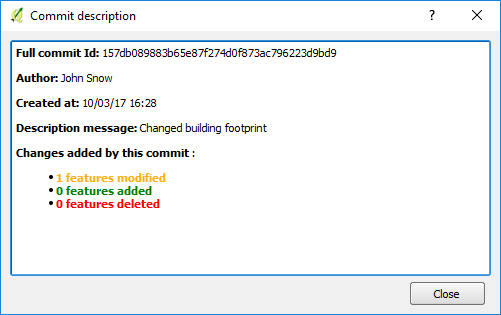 Commit description
?
Full commit Id: 157db089883b65e87f274d0f873ac796223d9bd9
Author: John Snow
Created at: 10/03/17 16:28
Description message: Changed building footprint
Changes added by this commit :
• 1 features modified
• 0 features added
• 0 features deleted
Close